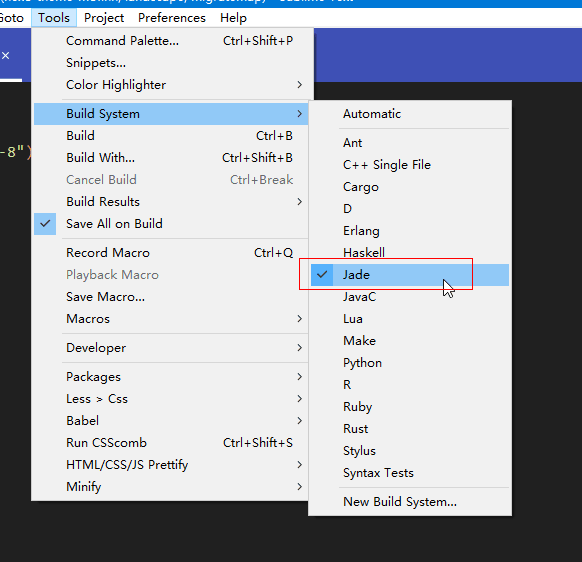 Goto Tools Project Preferences Help
Command Palette... Ctrl+Shift+P
Snippets...
Color Highlighter
Build System
Build Ctrl+B
Build With... Ctrl+Shift+B
Cancel Build Ctrl+Break
Build Results
Save All on Build
Record Macro Ctrl+Q
Playback Macro
Save Macro...
Macros
Developer
Packages
Less > Css
Babel
Run CSScomb Ctrl+Shift+S
HTML/CSS/JS Prettify
Minify
Automatic
Ant
C++ Single File
Cargo
D
Erlang
Haskell
Jade
JavaC
Lua
Make
Python
R
Ruby
Rust
Stylus
Syntax Tests
New Build System...
-8")